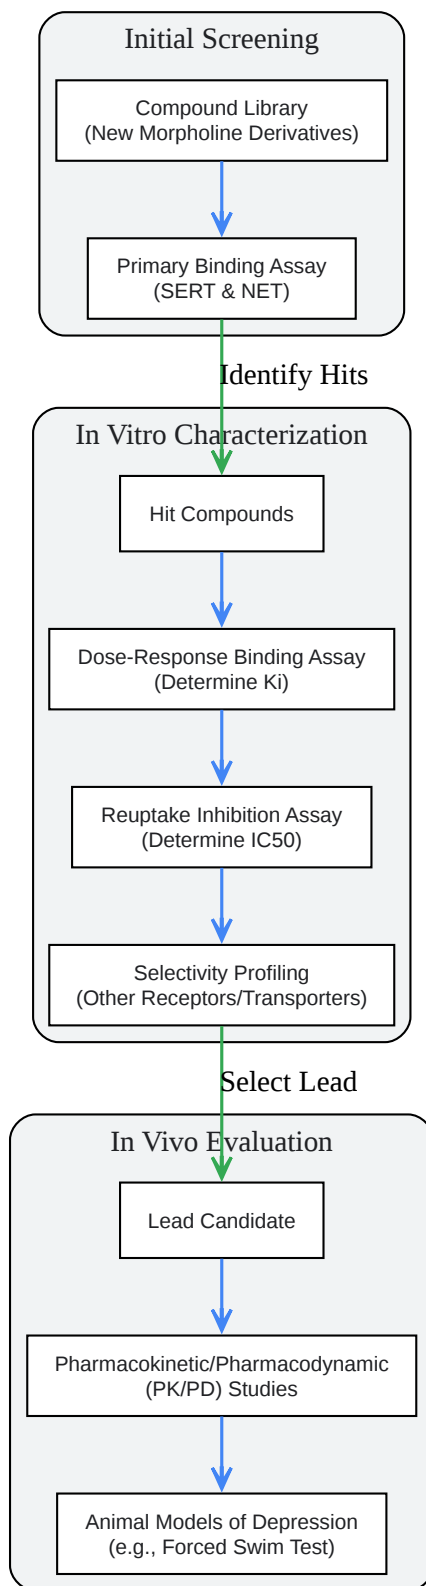 Initial Screening
Compound Library
(New Morpholine Derivatives)
Primary Binding Assay
(SERT & NET)
Identify Hits
In Vitro Characterization
Hit Compounds
Dose-Response Binding Assay
(Determine Ki)
Reuptake Inhibition Assay
(Determine IC50)
Selectivity Profiling
(Other Receptors/Transporters)
Select Lead
In Vivo Evaluation
Lead Candidate
Pharmacokinetic/Pharmacodynamic
(PK/PD) Studies
Animal Models of Depression
(e.g., Forced Swim Test)